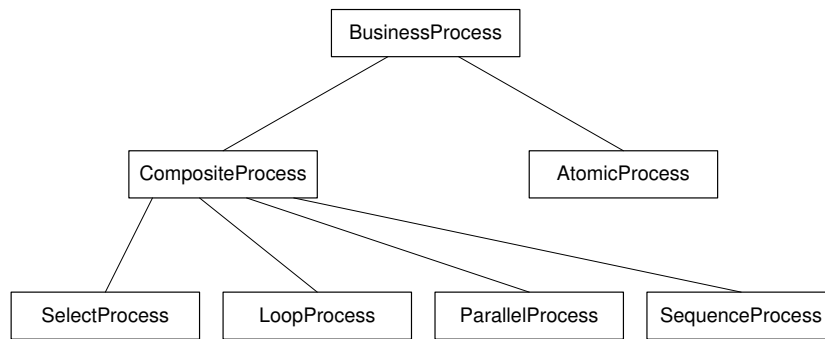 BusinessProcess
CompositeProcess
AtomicProcess
SelectProcess
LoopProcess
ParallelProcess
SequenceProcess